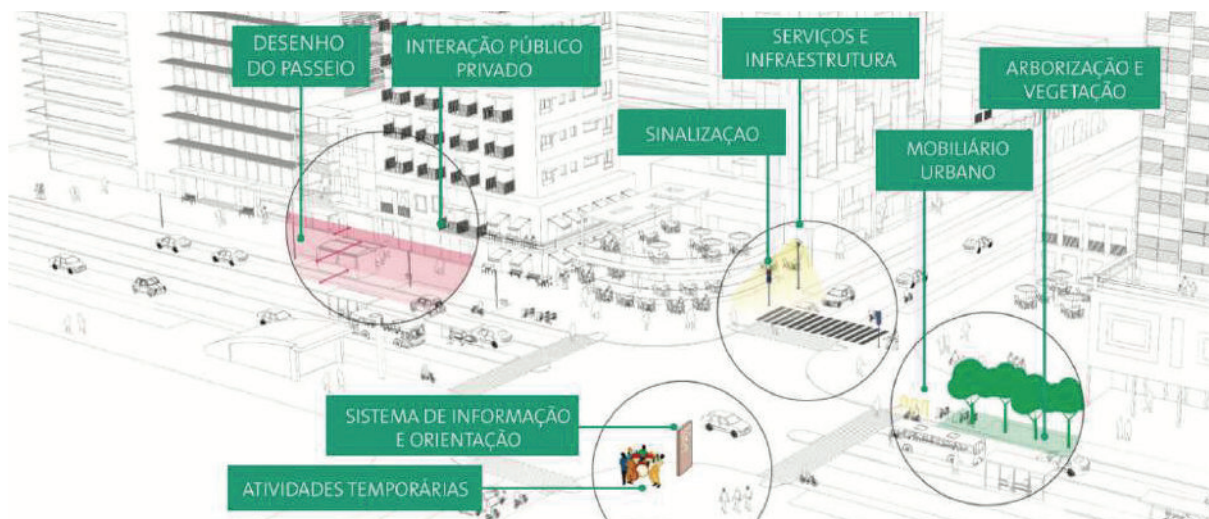 DESENHO
DO PASSEIO
INTERAÇÃO PÚBLICO
PRIVADO
SERVIÇOS E
INFRAESTRUTURA
ARBORIZAÇÃO E
VEGETAÇÃO
SINALIZAÇAO
MOBILIÁRIO
URBANO
SISTEMA DE INFORMAÇÃO
E ORIENTAÇÃO
ATIVIDADES TEMPORÁRIAS